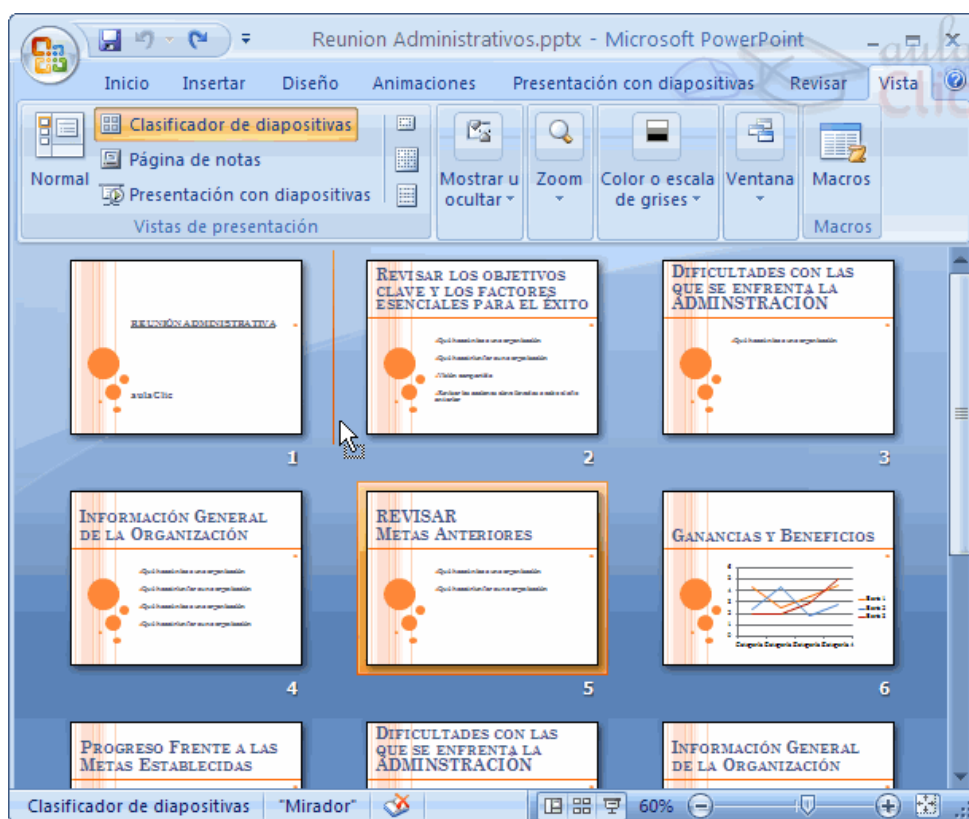 Reunion Administrativos.pptx - Microsoft PowerPoint
aula
Clic
Inicio Insertar Diseño Animaciones Presentación con diapositivas Revisar Vista
Clasificador de diapositivas
Página de notas
Presentación con diapositivas
Normal
Vistas de presentación
Mostrar u ocultar
Zoom
Color o escala de grises
Ventana
Macros
Macros
REUNIÓN ADMINISTRATIVA
aulaClic
1
REVISAR LOS OBJETIVOS
CLAVE Y LOS FACTORES
ESENCIALES PARA EL ÉXITO
Visión compartida
2
DIFICULTADES CON LAS
QUE SE ENFRENTA LA
ADMINSTRACIÓN
3
INFORMACIÓN GENERAL
DE LA ORGANIZACIÓN
4
REVISAR
METAS ANTERIORES
5
GANANCIAS Y BENEFICIOS
6
PROGRESO FRENTE A LAS
METAS ESTABLECIDAS
DIFICULTADES CON LAS
QUE SE ENFRENTA LA
ADMINSTRACIÓN
INFORMACIÓN GENERAL
DE LA ORGANIZACIÓN
Clasificador de diapositivas "Mirador" 60%